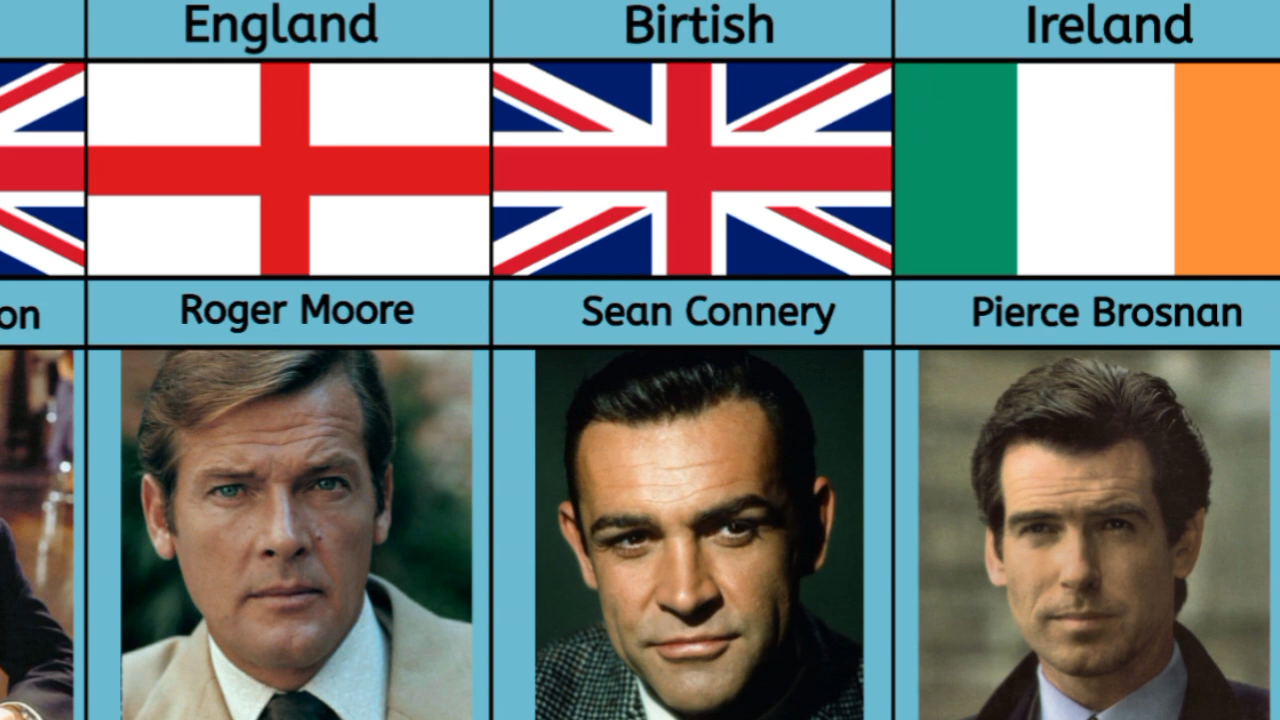 England
Birtish
Ireland
on
Roger Moore
Sean Connery
Pierce Brosnan